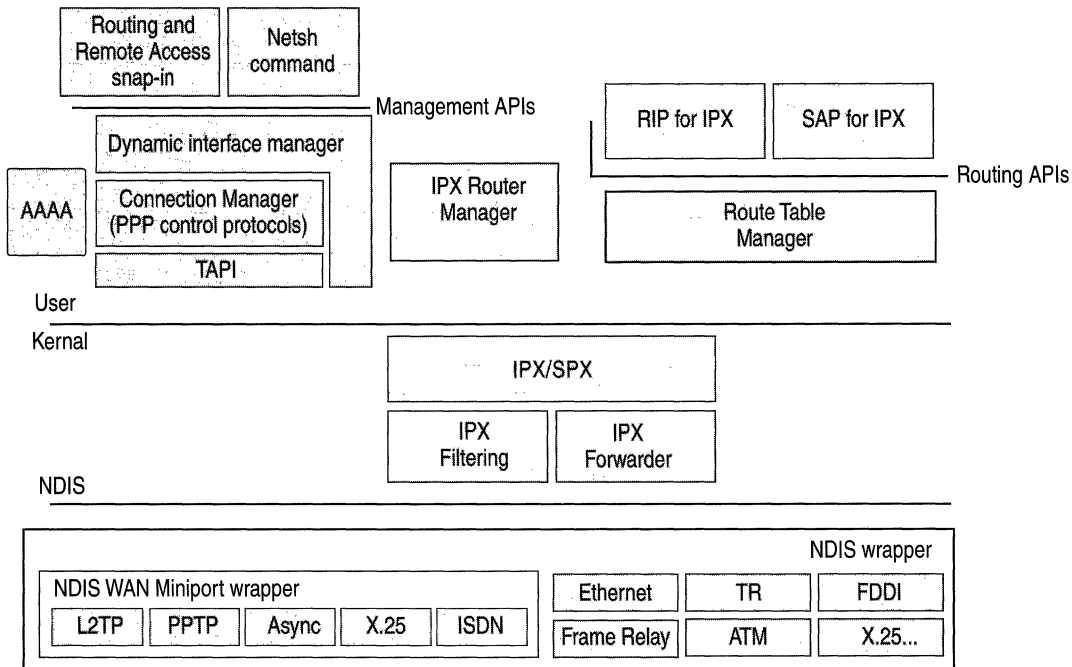 Routing and
Remote Access
snap-in
Netsh
command
Management APIs
RIP for IPX
SAP for IPX
Dynamic interface manager
Routing APIs
AAAA
Connection Manager
(PPP control protocols)
IPX Router
Manager
Route Table
Manager
TAPI
User
Kernal
IPX/SPX
IPX
Filtering
IPX
Forwarder
NDIS
NDIS wrapper
NDIS WAN Miniport wrapper
L2TP
PPTP
Async
X.25
ISDN
Ethernet
TR
FDDI
Frame Relay
ATM
X.25...